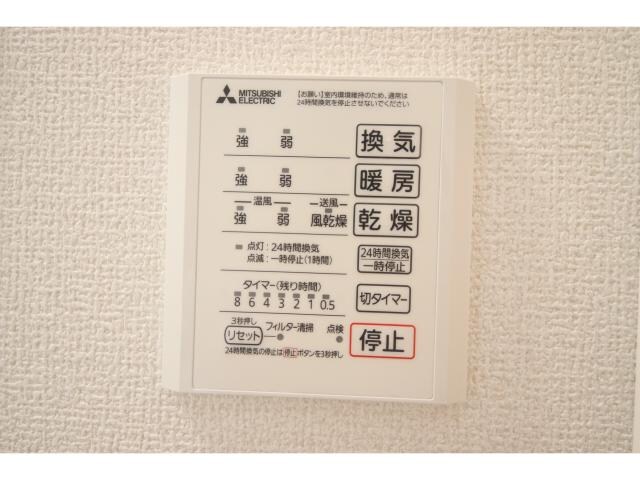 MITSUBISHI
ELECTRIC
【お願い】室内環境維持のため、通常は
24時間換気を停止させないでください
強 弱 換気
強 弱 暖房
温風 送風
強 弱 風乾燥 乾燥
点灯:24時間換気
点滅:一時停止(1時間)
24時間換気
一時停止
タイマー(残り時間)
8 6 4 3 2 1 0.5
切タイマー
3秒押し
リセット フィルター清掃 点検
停止
24時間換気の停止は停止ボタンを3秒押し